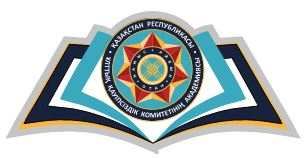 ҚАЗАҚСТАН РЕСПУБЛИКАСЫ
ҰЛТТЫҚ ҚАУІПСІЗДІК КОМИТЕТІНІҢ АКАДЕМИЯСЫ